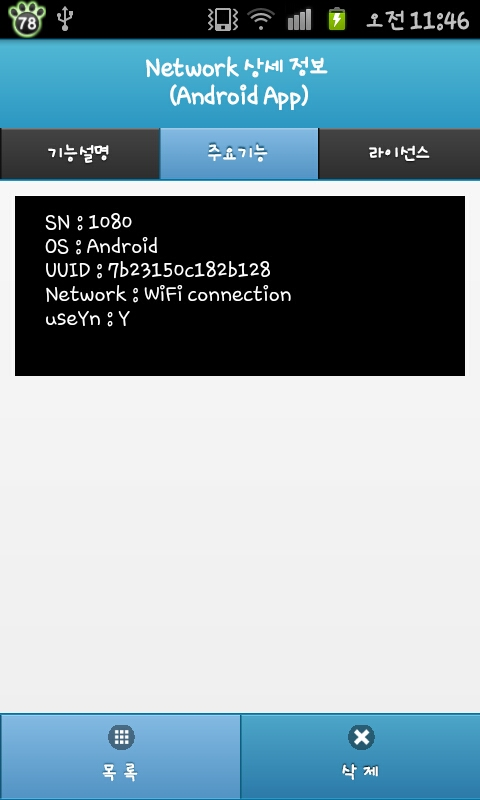 78
오전 11:46
Network 상세 정보
(Android App)
기능설명
주요기능
라이선스
SN : 1080
OS : Android
UUID : 7b23150c182b128
Network : WiFi connection
useYn : Y
목 록
삭 제